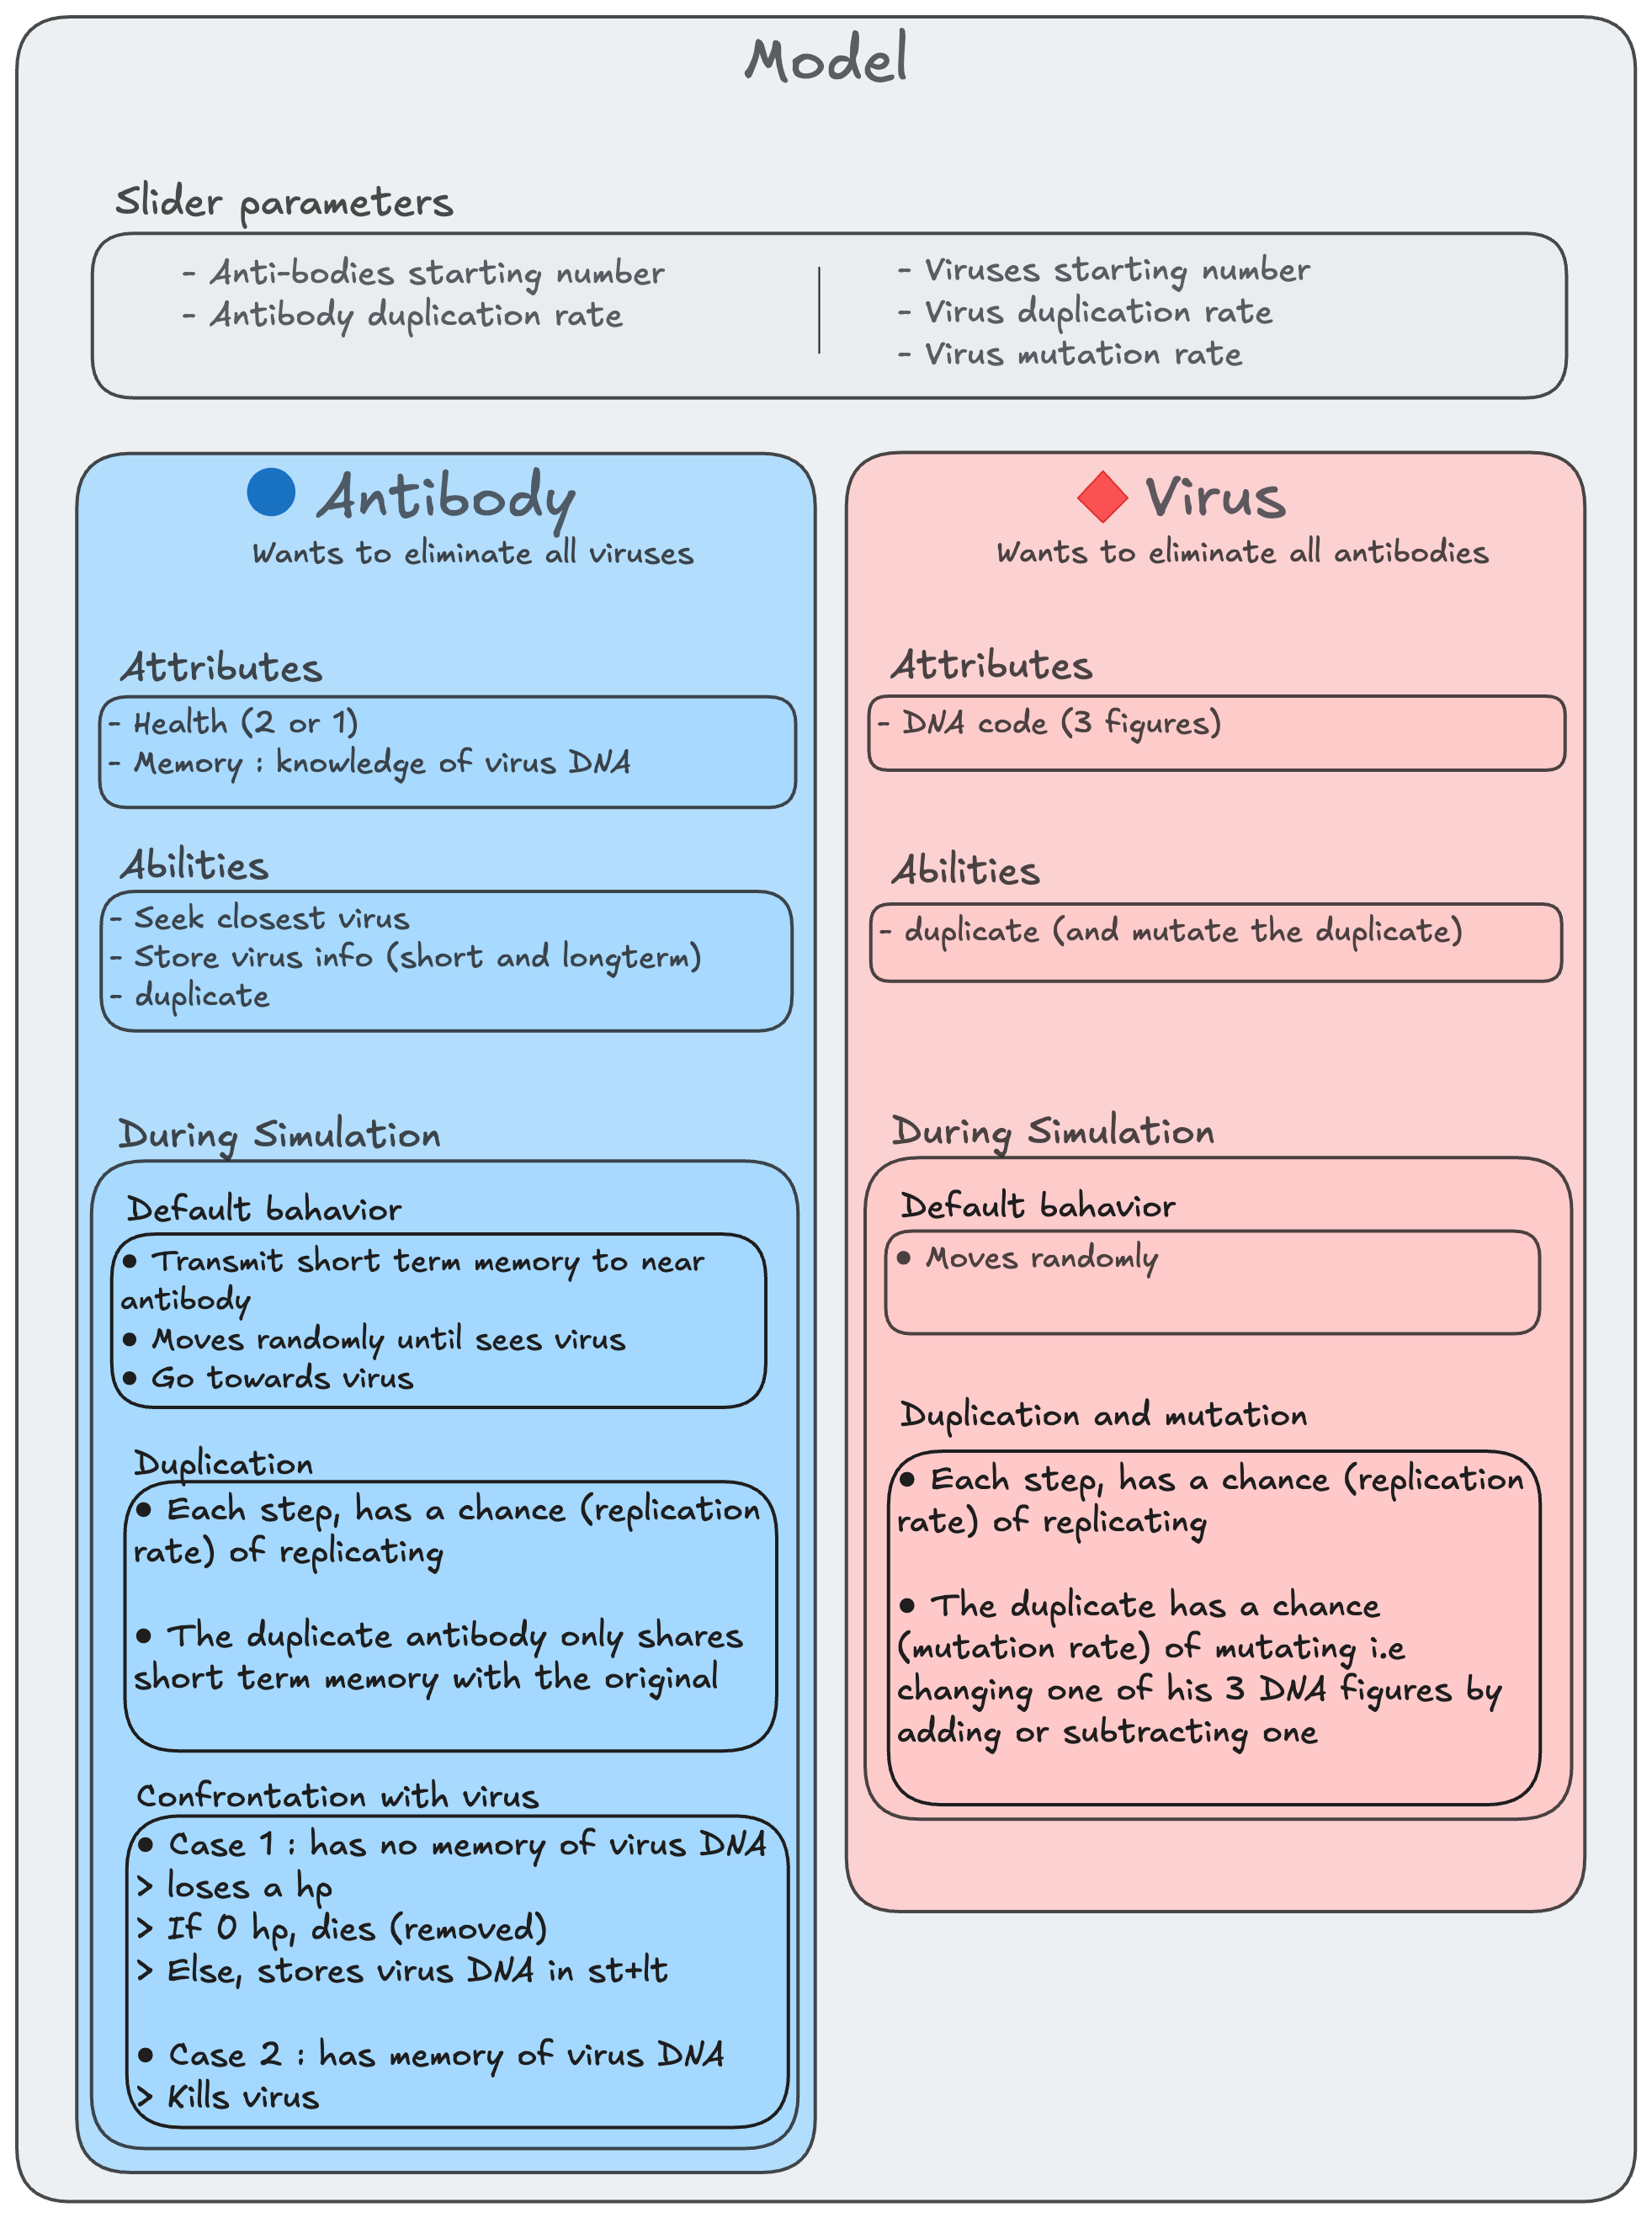 Model
Slider parameters
- Anti-bodies starting number
- Antibody duplication rate
- Viruses starting number
- Virus duplication rate
- Virus mutation rate
Antibody
Wants to eliminate all viruses
Attributes
- Health (2 or 1)
- Memory : knowledge of virus DNA
Abilities
- Seek closest virus
- Store virus info (short and longterm)
- duplicate
During Simulation
Default bahavior
• Transmit short term memory to near
antibody
• Moves randomly until sees virus
• Go towards virus
Duplication
• Each step, has a chance (replication
rate) of replicating
• The duplicate antibody only shares
short term memory with the original
Confrontation with virus
• Case 1 : has no memory of virus DNA
> loses a hp
> If 0 hp, dies (removed)
> Else, stores virus DNA in st+lt
• Case 2 : has memory of virus DNA
> Kills virus
Virus
Wants to eliminate all antibodies
Attributes
- DNA code (3 figures)
Abilities
- duplicate (and mutate the duplicate)
During Simulation
Default bahavior
• Moves randomly
Duplication and mutation
• Each step, has a chance (replication
rate) of replicating
• The duplicate has a chance
(mutation rate) of mutating i.e
changing one of his 3 DNA figures by
adding or subtracting one